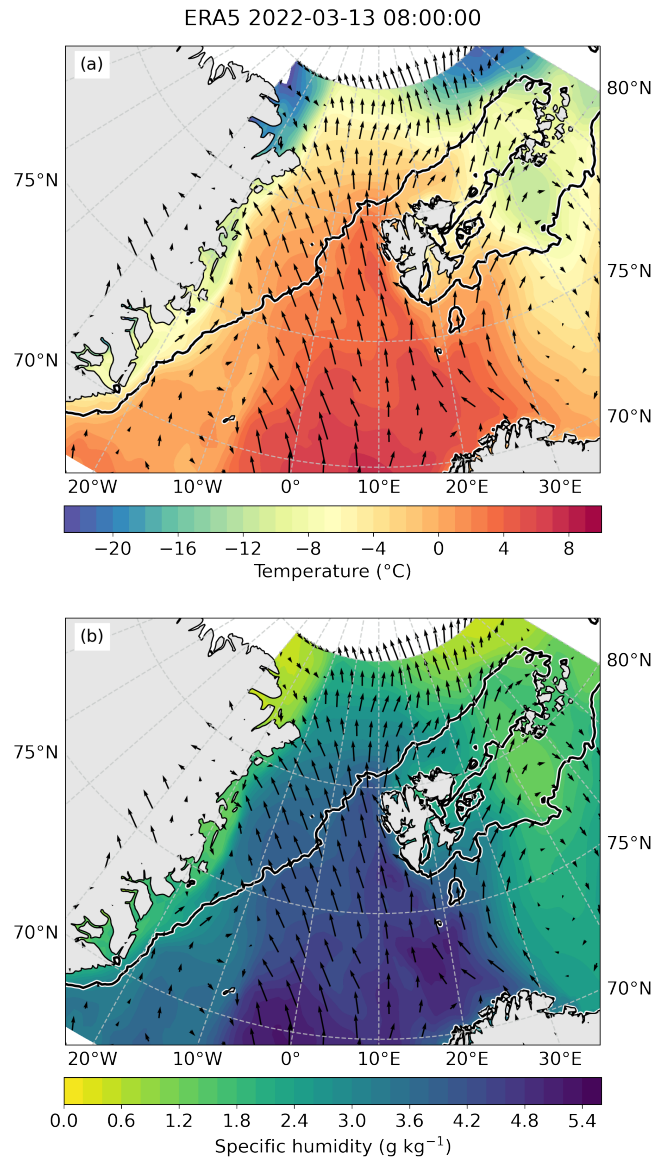 ERA5 2022-03-13 08:00:00
(a)
80°N
75°N
75°N
70°N
70°N
20°W 10°W 0° 10°E 20°E 30°E
−20 −16 −12 −8 −4 0 4 8
Temperature (°C)
(b)
80°N
75°N
75°N
70°N
70°N
20°W 10°W 0° 10°E 20°E 30°E
0.0 0.6 1.2 1.8 2.4 3.0 3.6 4.2 4.8 5.4
Specific humidity (g kg⁻¹)